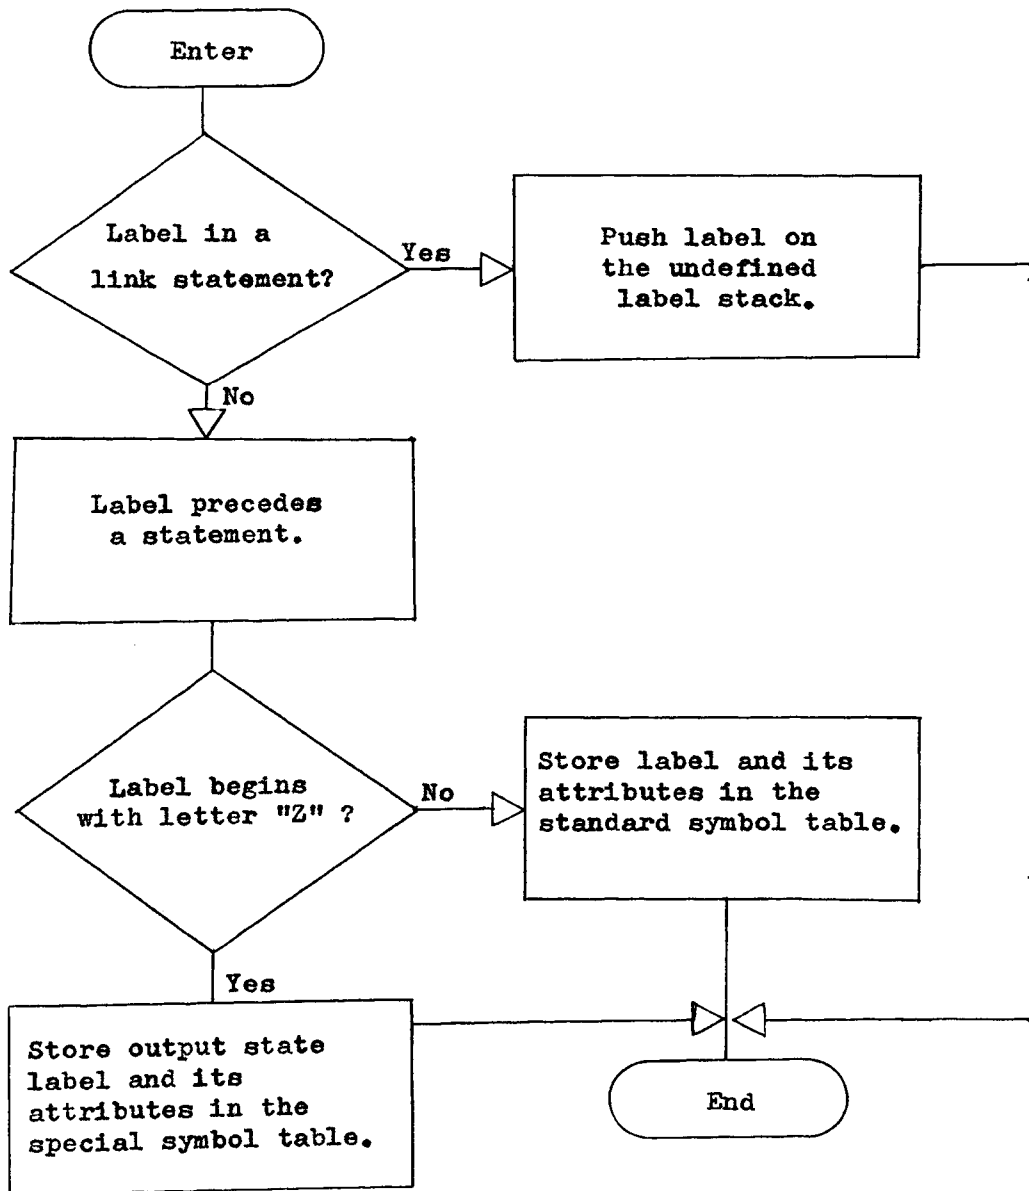 Enter
Label in a
link statement?
Yes
Push label on
the undefined
label stack.
No
Label precedes
a statement.
Label begins
with letter "Z" ?
No
Store label and its
attributes in the
standard symbol table.
Yes
Store output state
label and its
attributes in the
special symbol table.
End